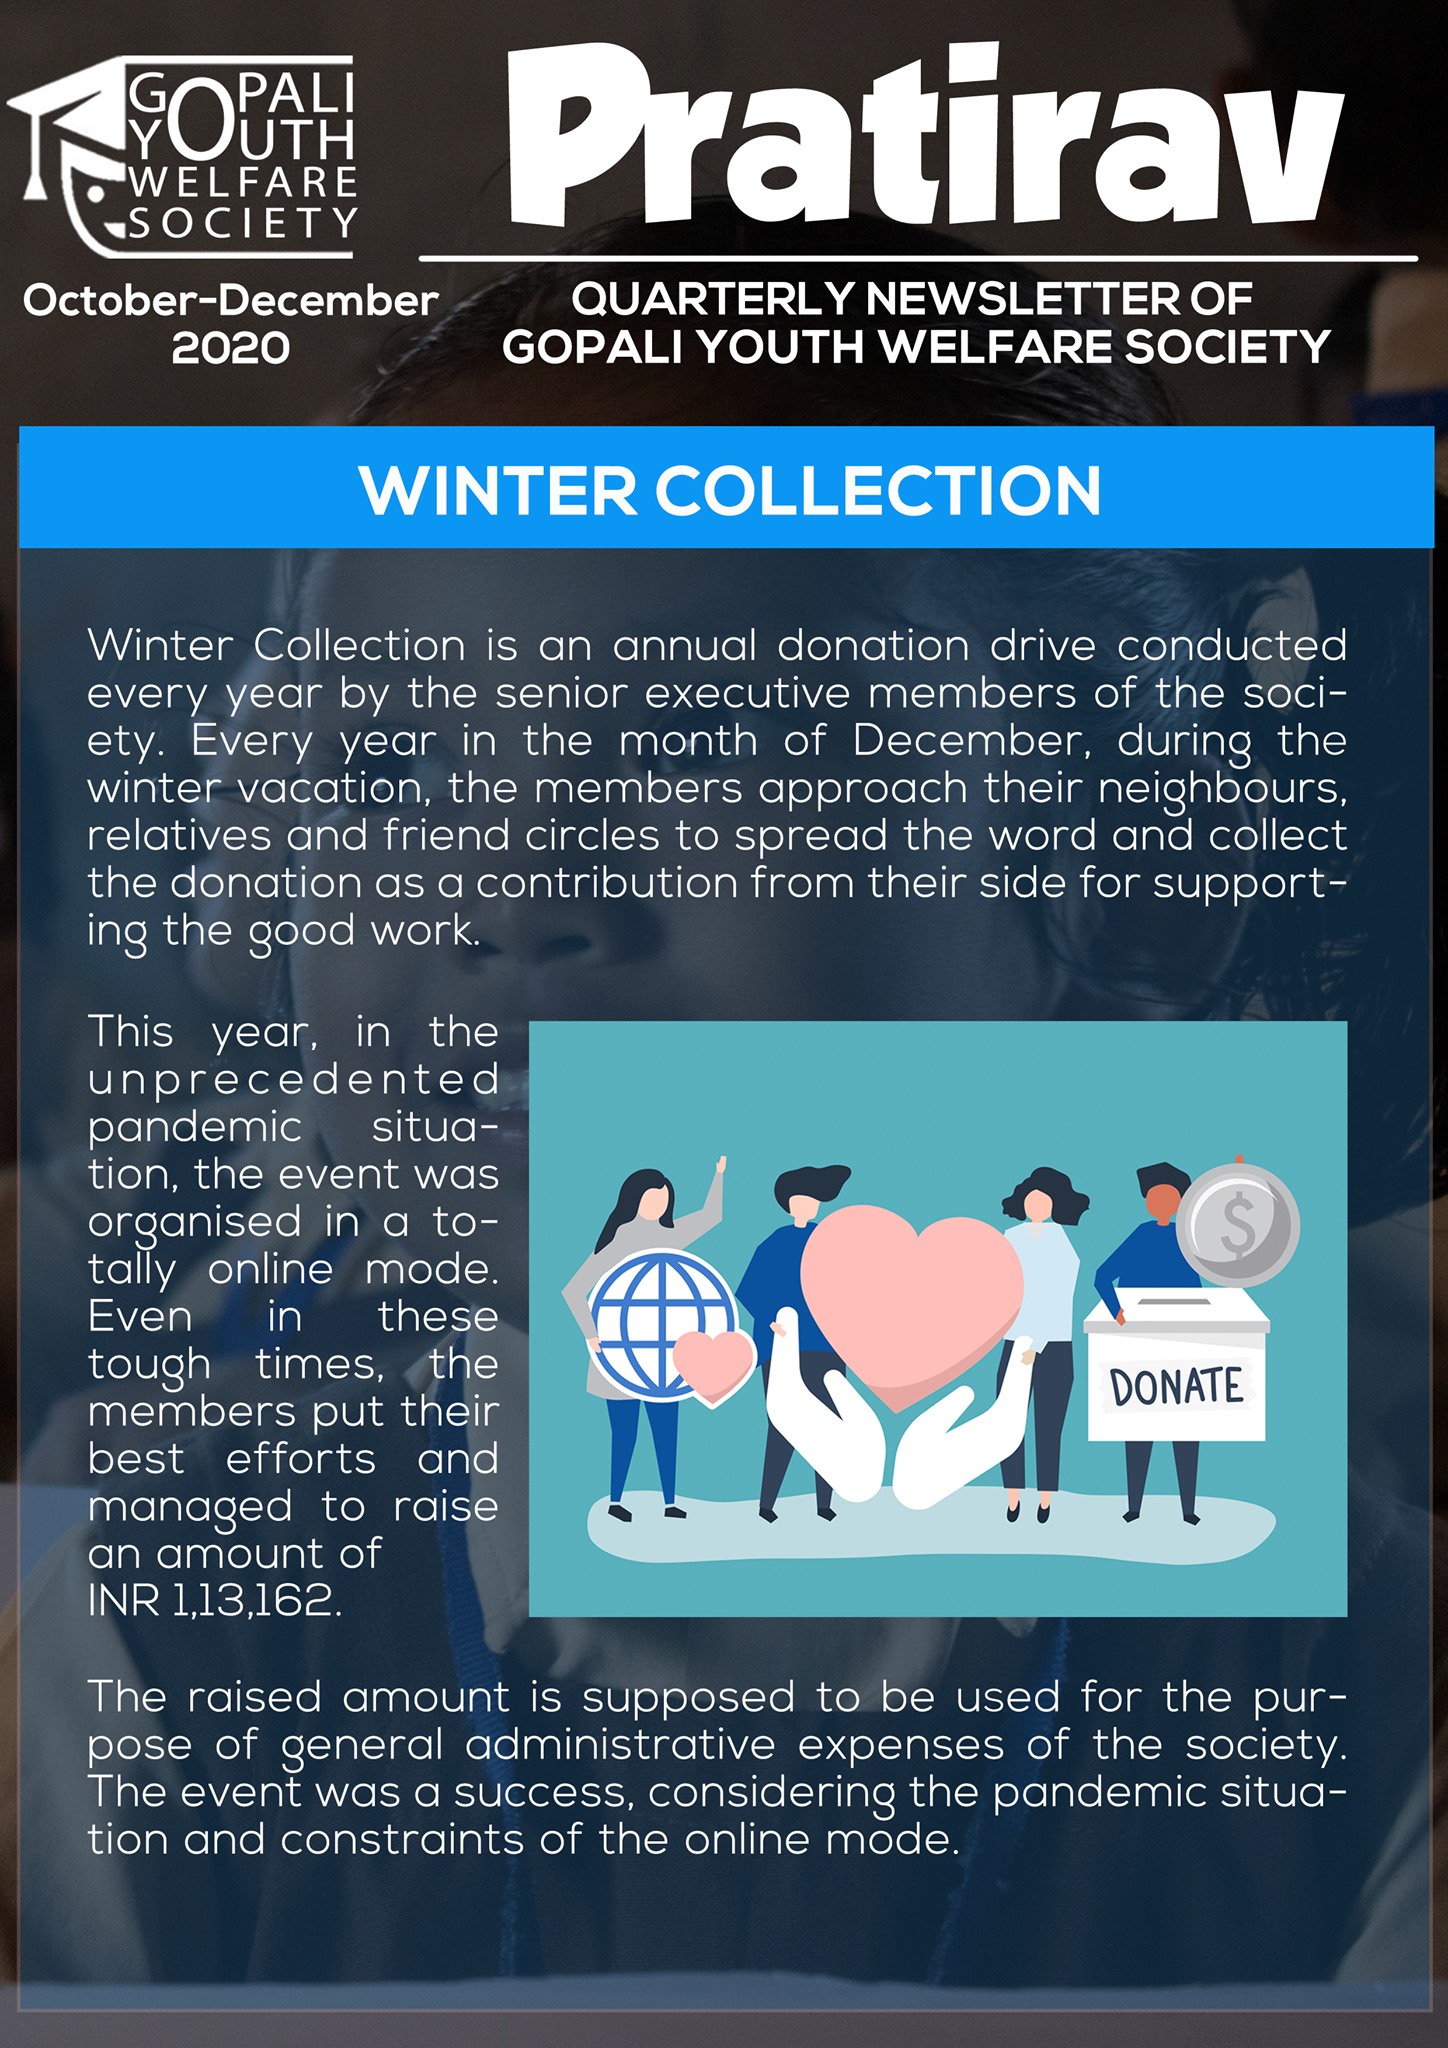 GOPALI
YOUTH
WELFARE
SOCIETY
Pratirav
October-December
2020
QUARTERLY NEWSLETTER OF
GOPALI YOUTH WELFARE SOCIETY
WINTER COLLECTION
Winter Collection is an annual donation drive conducted
every year by the senior executive members of the soci-
ety. Every year in the month of December, during the
winter vacation, the members approach their neighbours,
relatives and friend circles to spread the word and collect
the donation as a contribution from their side for support-
ing the good work.
This year, in the
unprecedented
pandemic situa-
tion, the event was
organised in a to-
tally online mode.
Even in these
tough times, the
members put their
best efforts and
managed to raise
an amount of
INR 1,13,162.
$
DONATE
The raised amount is supposed to be used for the pur-
pose of general administrative expenses of the society.
The event was a success, considering the pandemic situa-
tion and constraints of the online mode.